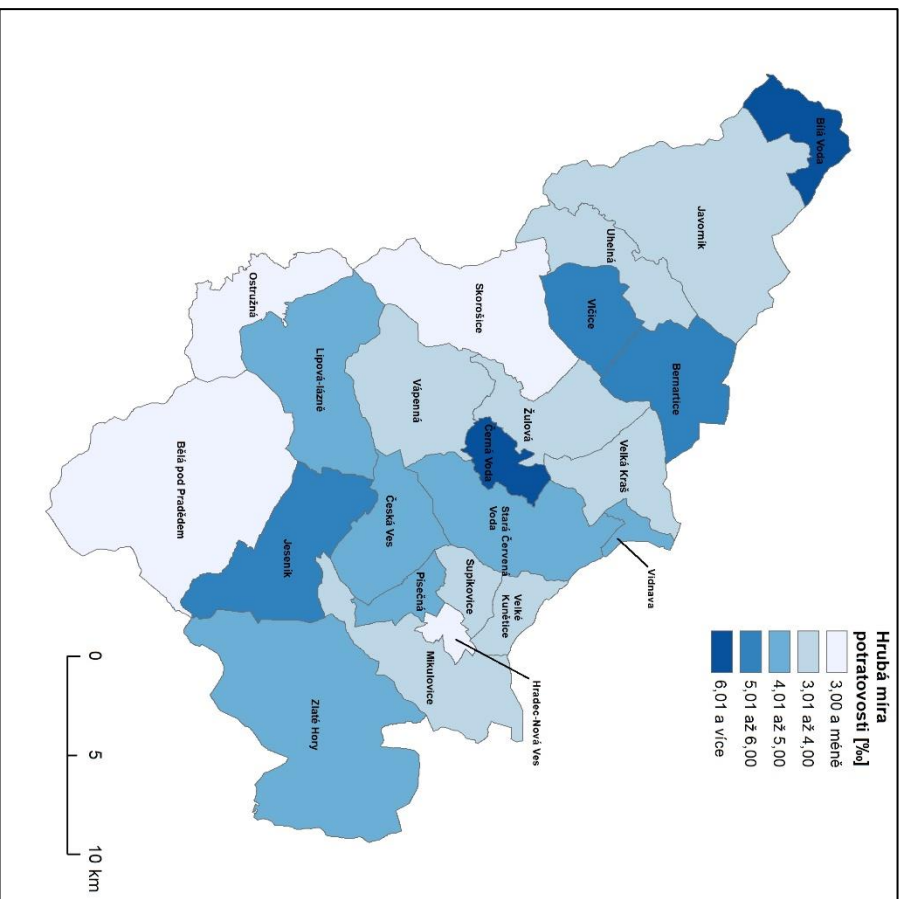 Hrubá míra
potratovosti [‰]
3,00 a méně
3,01 až 4,00
4,01 až 5,00
5,01 až 6,00
6,01 a více
Bílá Voda
Javorník
Uhelná
Vlčice
Bernartice
Skorošice
Ostružná
Lipová-lázně
Vápenná
Žulová
Černá Voda
Velká Kraš
Vidnava
Stará Červená
Voda
Česká Ves
Bělá pod Pradědem
Jeseník
Písečná
Supíkovice
Velké
Kunětice
Hradec-Nová Ves
Mikulovice
Zlaté Hory
0
5
10 km